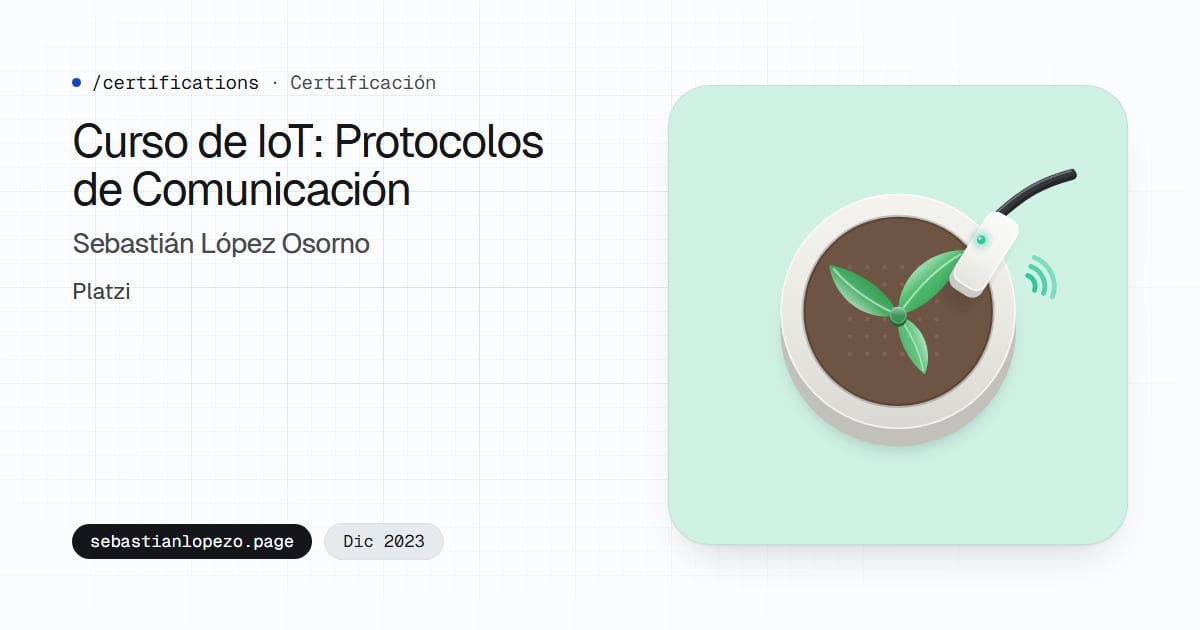 /certifications · Certificación
Curso de IoT: Protocolos
de Comunicación
Sebastián López Osorno
Platzi
sebastianlopezo.page
Dic 2023